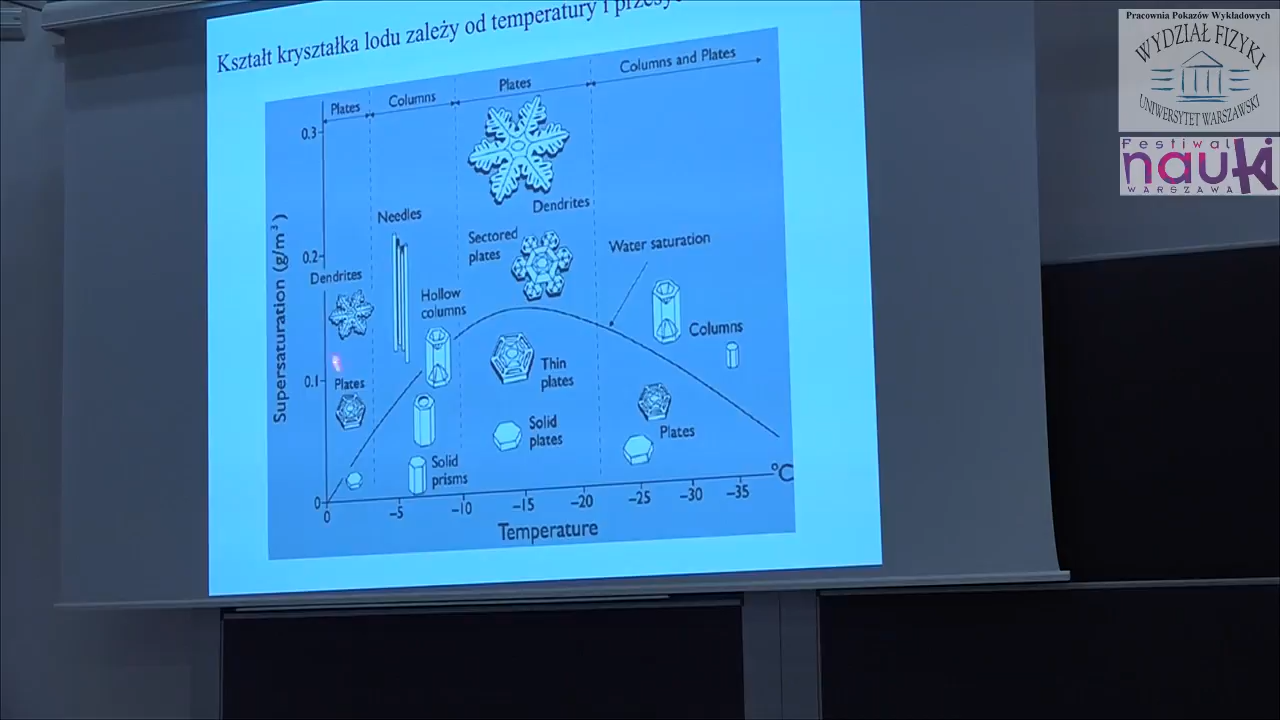 Pracownia Pokazów Wykładowych
WYDZIAŁ FIZYKI
UNIWERSYTET WARSZAWSKI
Festiwal
nauki
WARSZAWA
Kształt kryształka lodu zależy od temperatury i
Plates
Columns
Plates
Columns and Plates
0.3
0.2
0.1
0
Supersaturation (g/m³)
Dendrites
Plates
Needles
Hollow
columns
Solid
prisms
Dendrites
Sectored
plates
Thin
plates
Solid
plates
Water saturation
Columns
Plates
°C
0
-5
-10
-15
-20
-25
-30
-35
Temperature